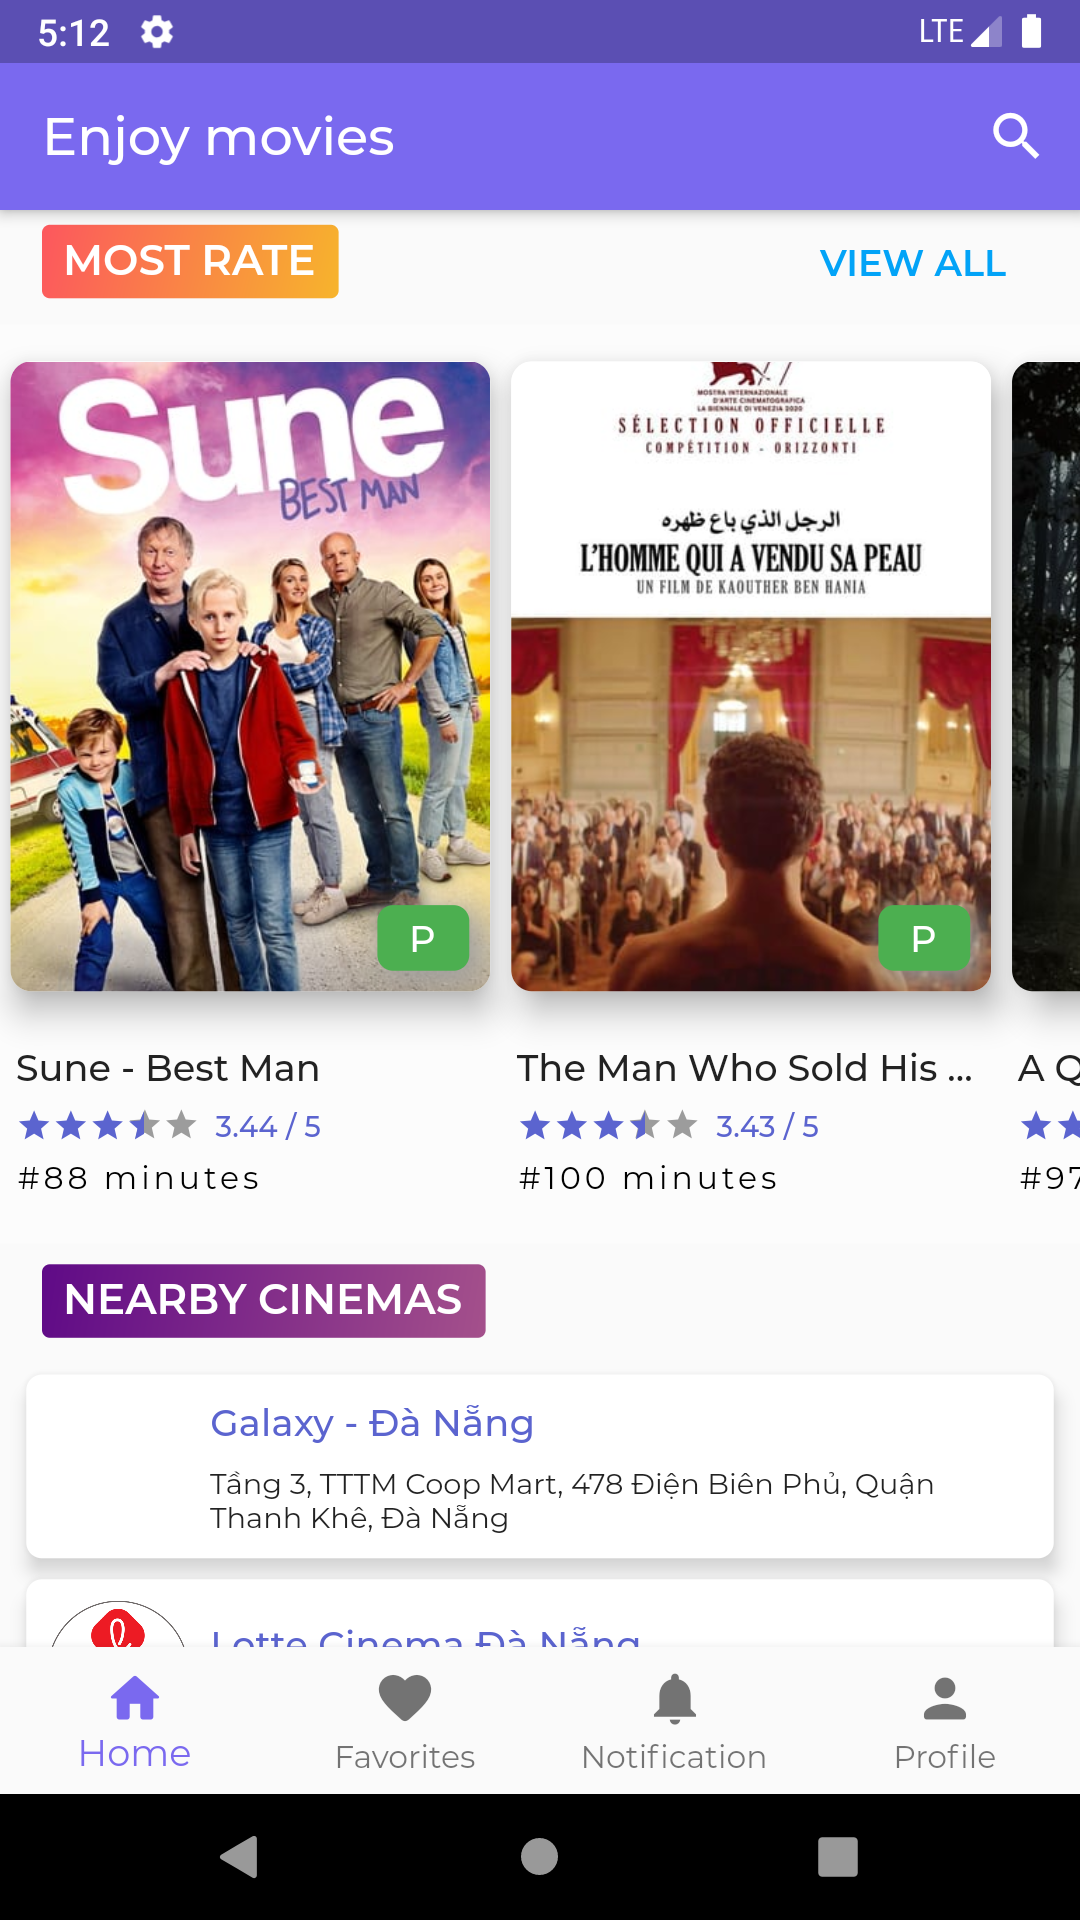 5:12
LTE
Enjoy movies
MOST RATE
VIEW ALL
Sune
BEST MAN
P
MOSTRA INTERNAZIONALE
D'ARTE CINEMATOGRAFICA
LA BIENNALE DI VENEZIA 2020
SÉLECTION OFFICIELLE
COMPÉTITION - ORIZZONTI
الرجل الذي باع ظهره
L'HOMME QUI A VENDU SA PEAU
UN FILM DE KAOUTHER BEN HANIA
P
Sune - Best Man
3.44 / 5
#88 minutes
The Man Who Sold His ...
3.43 / 5
#100 minutes
A Q
#97
NEARBY CINEMAS
Galaxy - Đà Nẵng
Tầng 3, TTTM Coop Mart, 478 Điện Biên Phủ, Quận
Thanh Khê, Đà Nẵng
Lotte Cinema Đà Nẵng
Home
Favorites
Notification
Profile